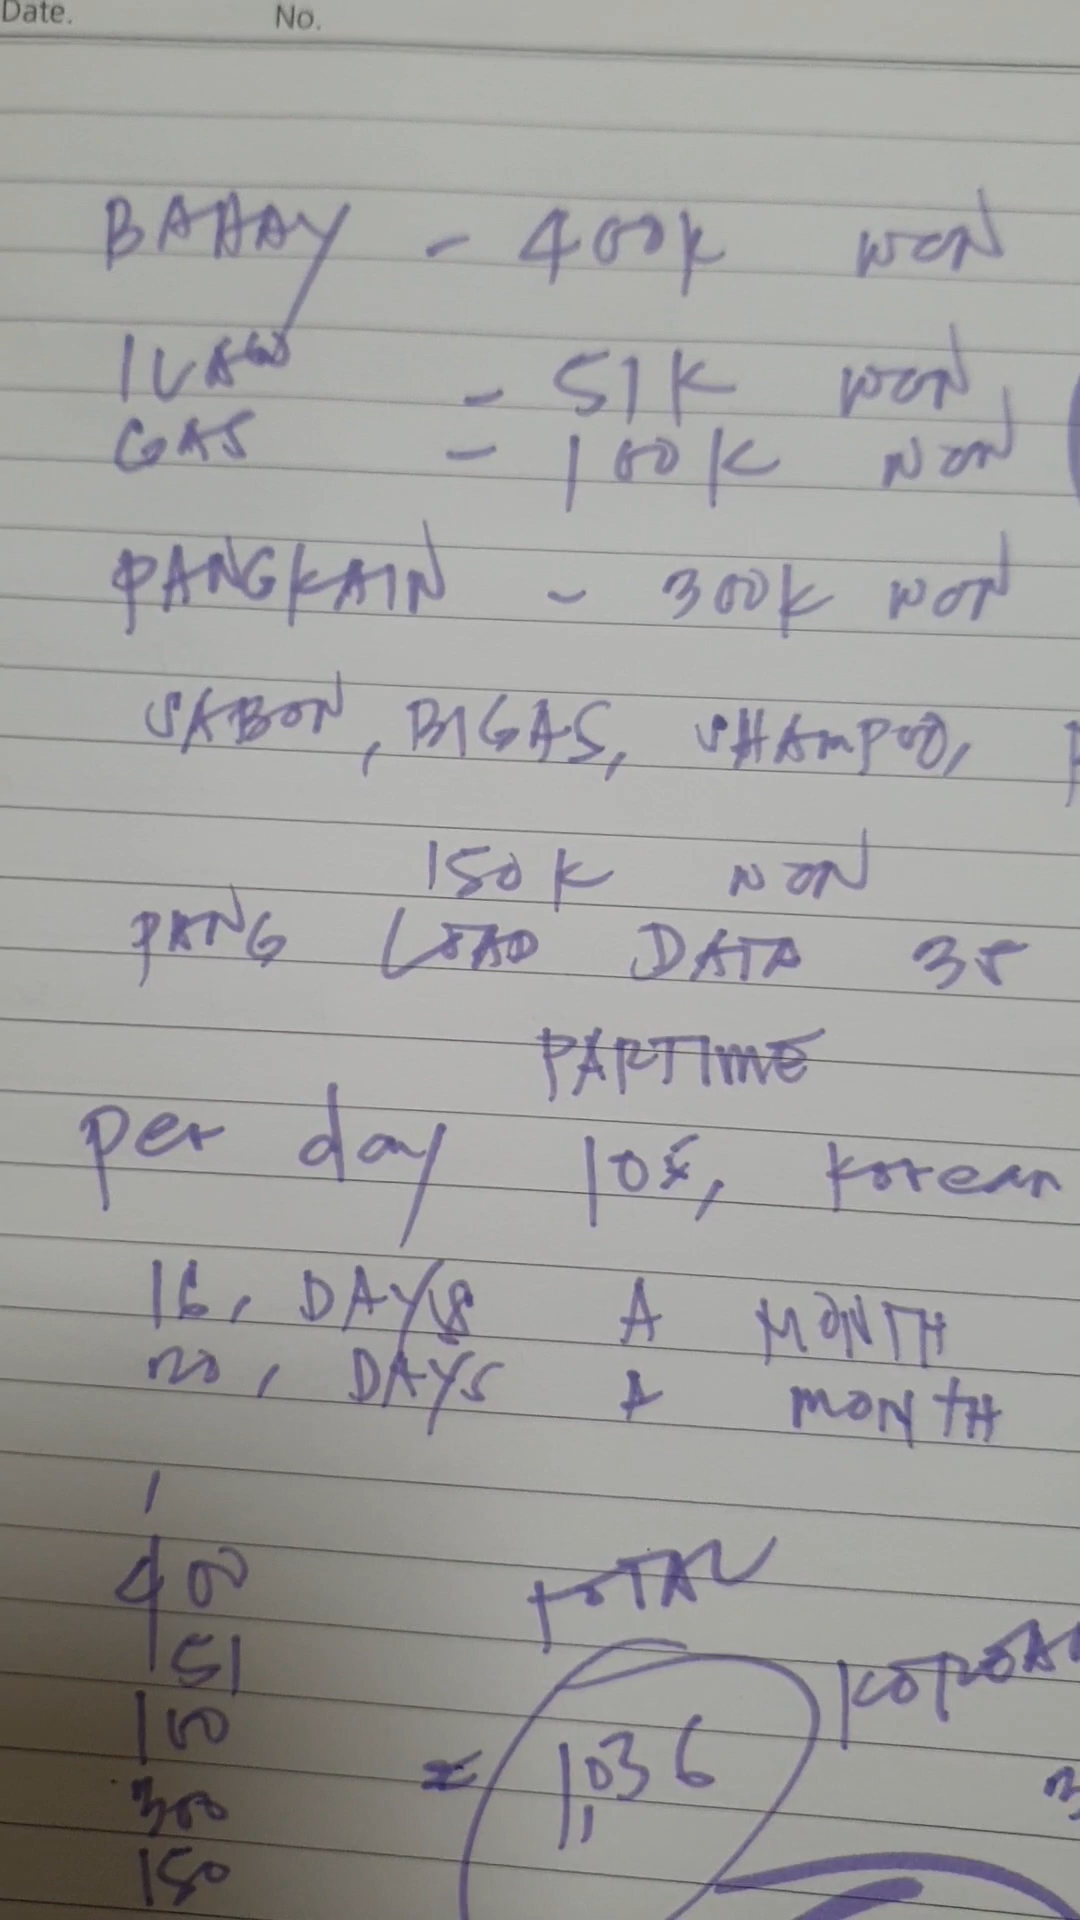 Date. No.
BAHAY - 400K WON
ILAW - 51K WON
GAS - 100K WON
PANGKAIN - 300K WON
SABON, BIGAS, SHAMPOO,
150K WON
PANG LOAD DATA 35
PARTIME
per day 105, Korean
16, DAYS A MONTH
20, DAYS A MONTH
400 TOTAL
51
100 = 1,036
300
150